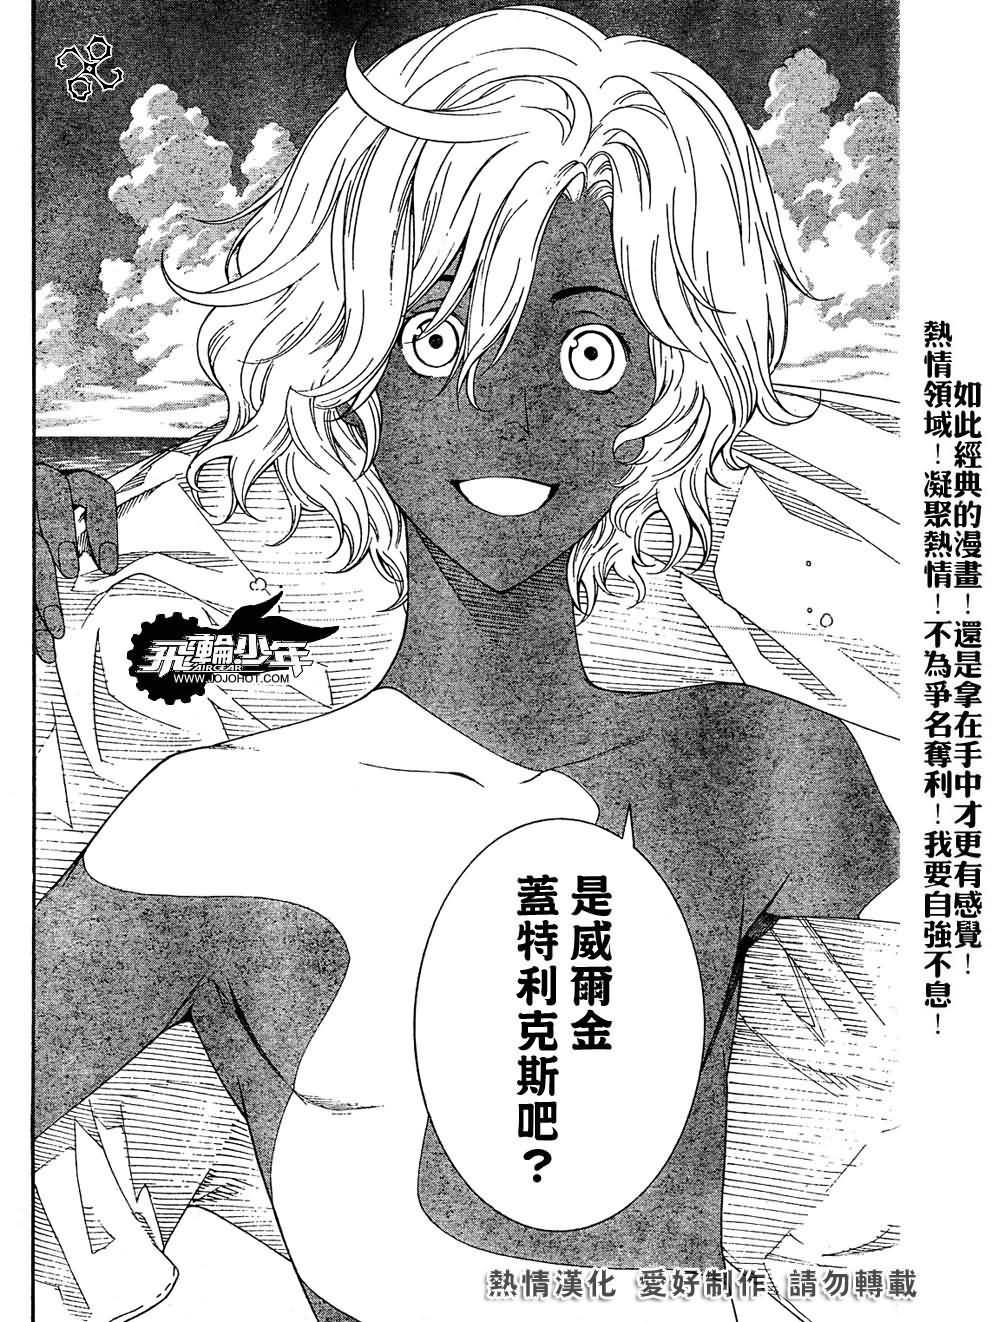 如此經典的漫畫！還是拿在手中才更有感覺！
熱情領域！凝聚熱情！不為爭名奪利！我要自強不息！
飛輪少年
AIRGEAR
WWW.JOJOHOT.COM
是威爾金
蓋特利克斯吧？
熱情漢化 愛好制作 請勿轉載